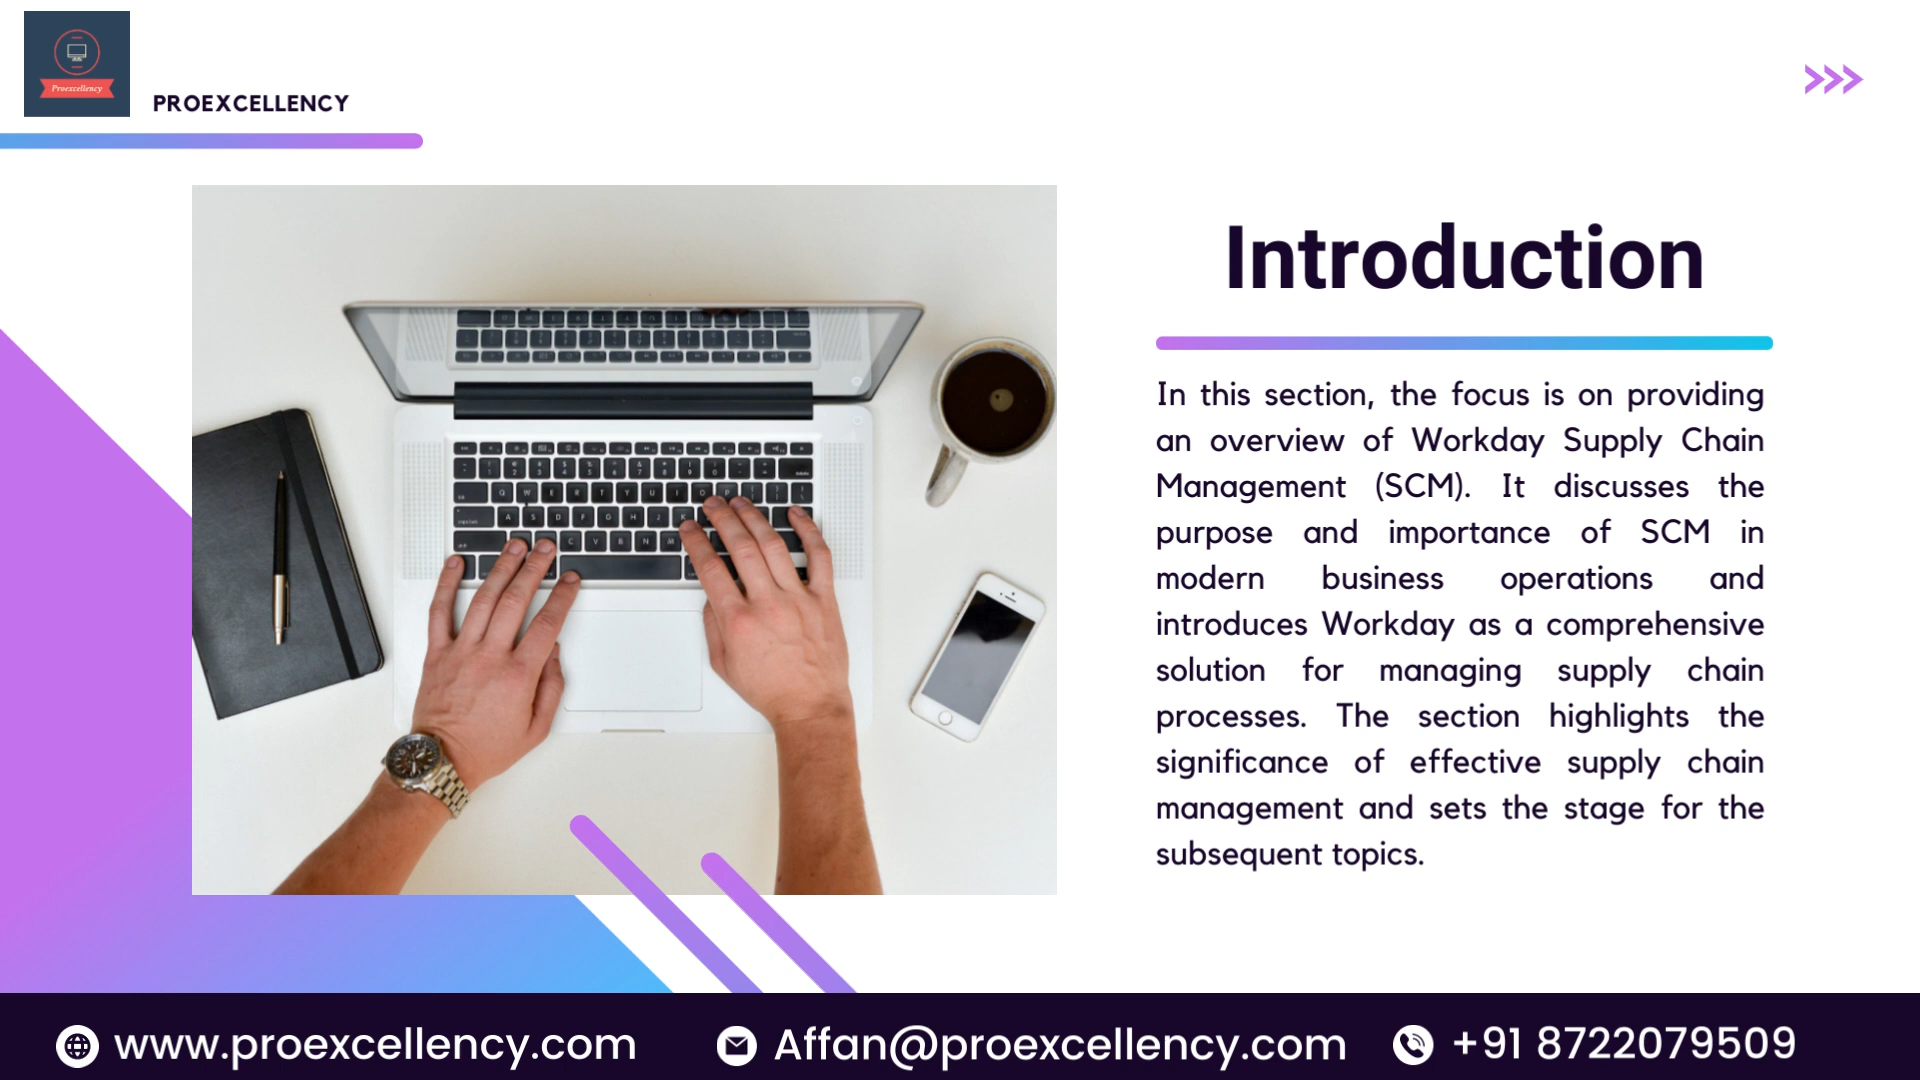 Proexcellency
PROEXCELLENCY
Introduction
In this section, the focus is on providing
an overview of Workday Supply Chain
Management (SCM). It discusses the
purpose and importance of SCM in
modern business operations and
introduces Workday as a comprehensive
solution for managing supply chain
processes. The section highlights the
significance of effective supply chain
management and sets the stage for the
subsequent topics.
www.proexcellency.com
Affan@proexcellency.com
+91 8722079509